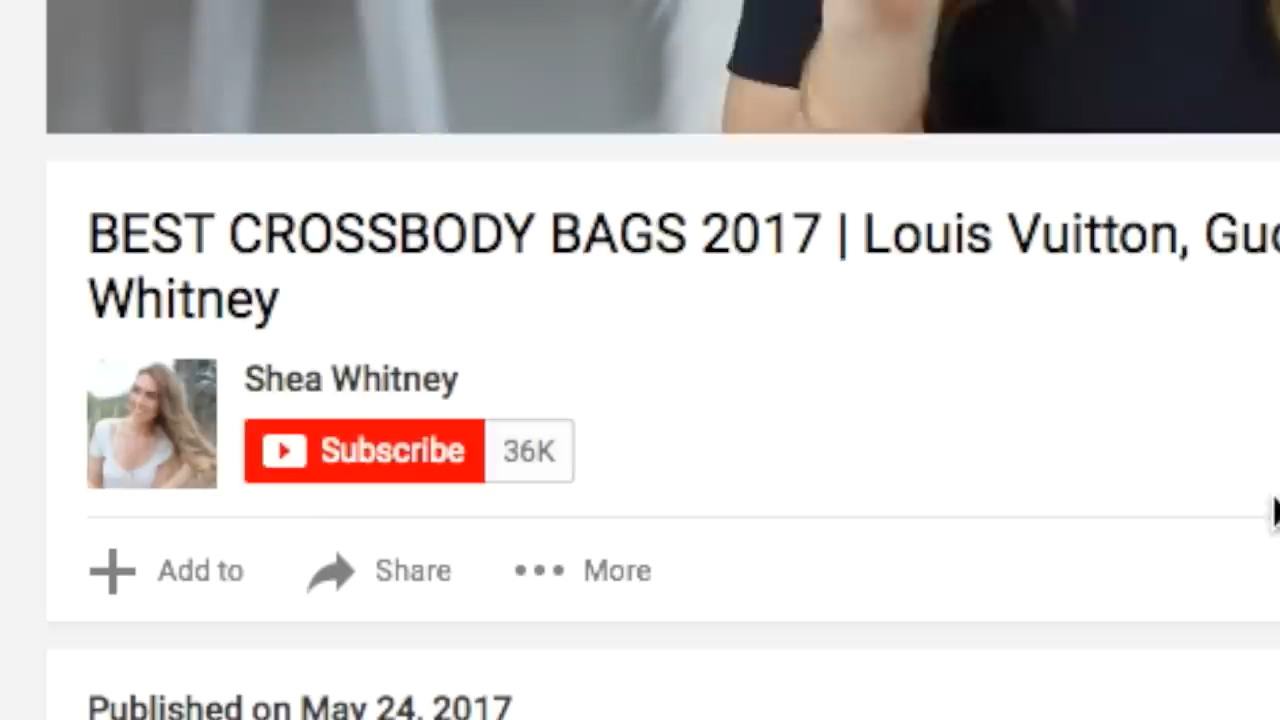 BEST CROSSBODY BAGS 2017 | Louis Vuitton,
Whitney
Shea Whitney
Subscribe 36K
Add to Share More
Published on May 24, 2017